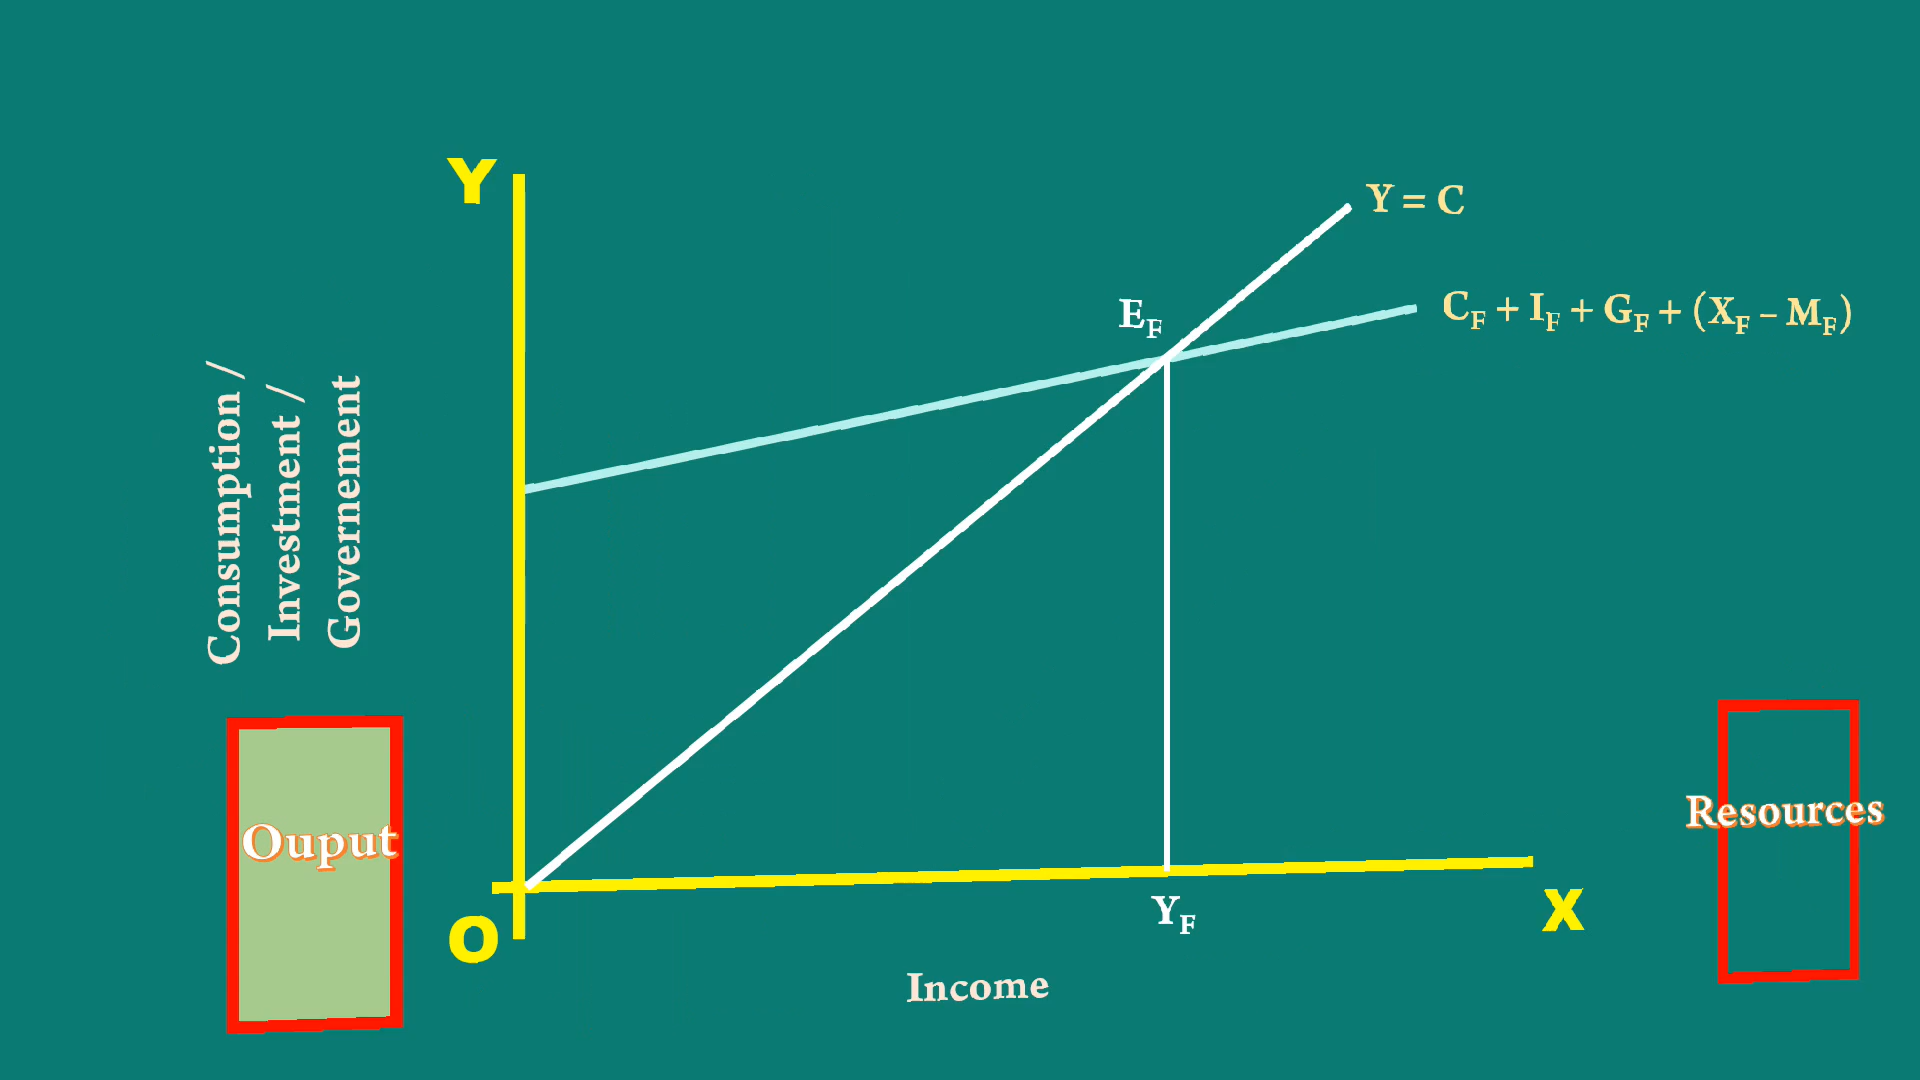 Y
Y = C
E_F
C_F + I_F + G_F + (X_F – M_F)
Consumption /
Investment /
Governement
Ouput
Resources
O
Y_F
X
Income